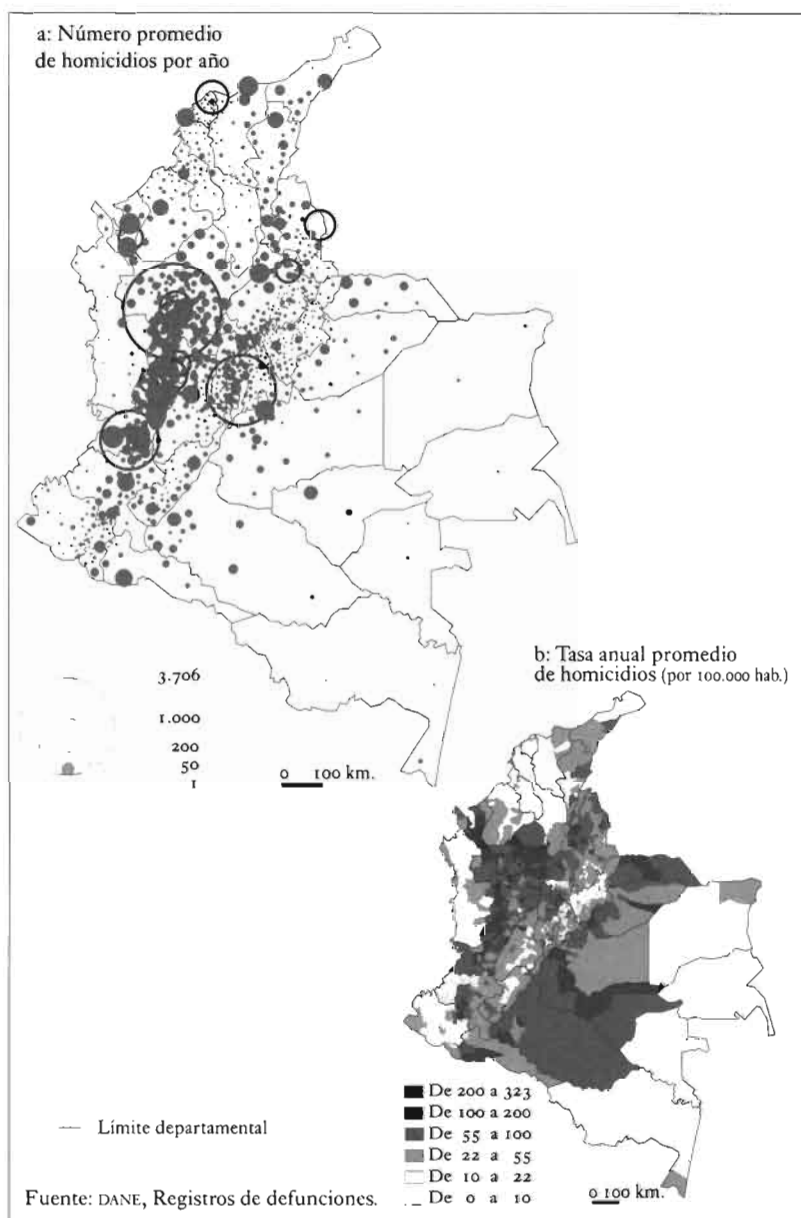 a: Número promedio
de homicidios por año
3.706
1.000
200
50
1
0 100 km.
b: Tasa anual promedio
de homicidios (por 100.000 hab.)
De 200 a 323
De 100 a 200
De 55 a 100
De 22 a 55
De 10 a 22
De 0 a 10
0 100 km.
Límite departamental
Fuente: DANE, Registros de defunciones.